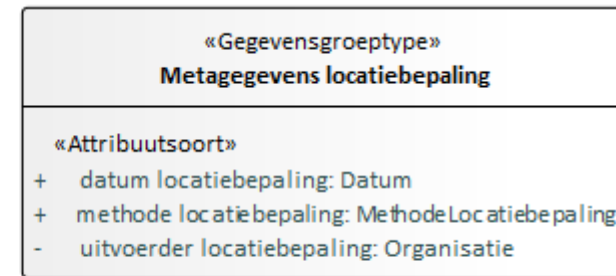 «Gegevensgroeptype»
Metagegevens locatiebepaling
«Attribuutsoort»
+ datum locatiebepaling: Datum
+ methode locatiebepaling: MethodeLocatiebepaling
- uitvoerder locatiebepaling: Organisatie